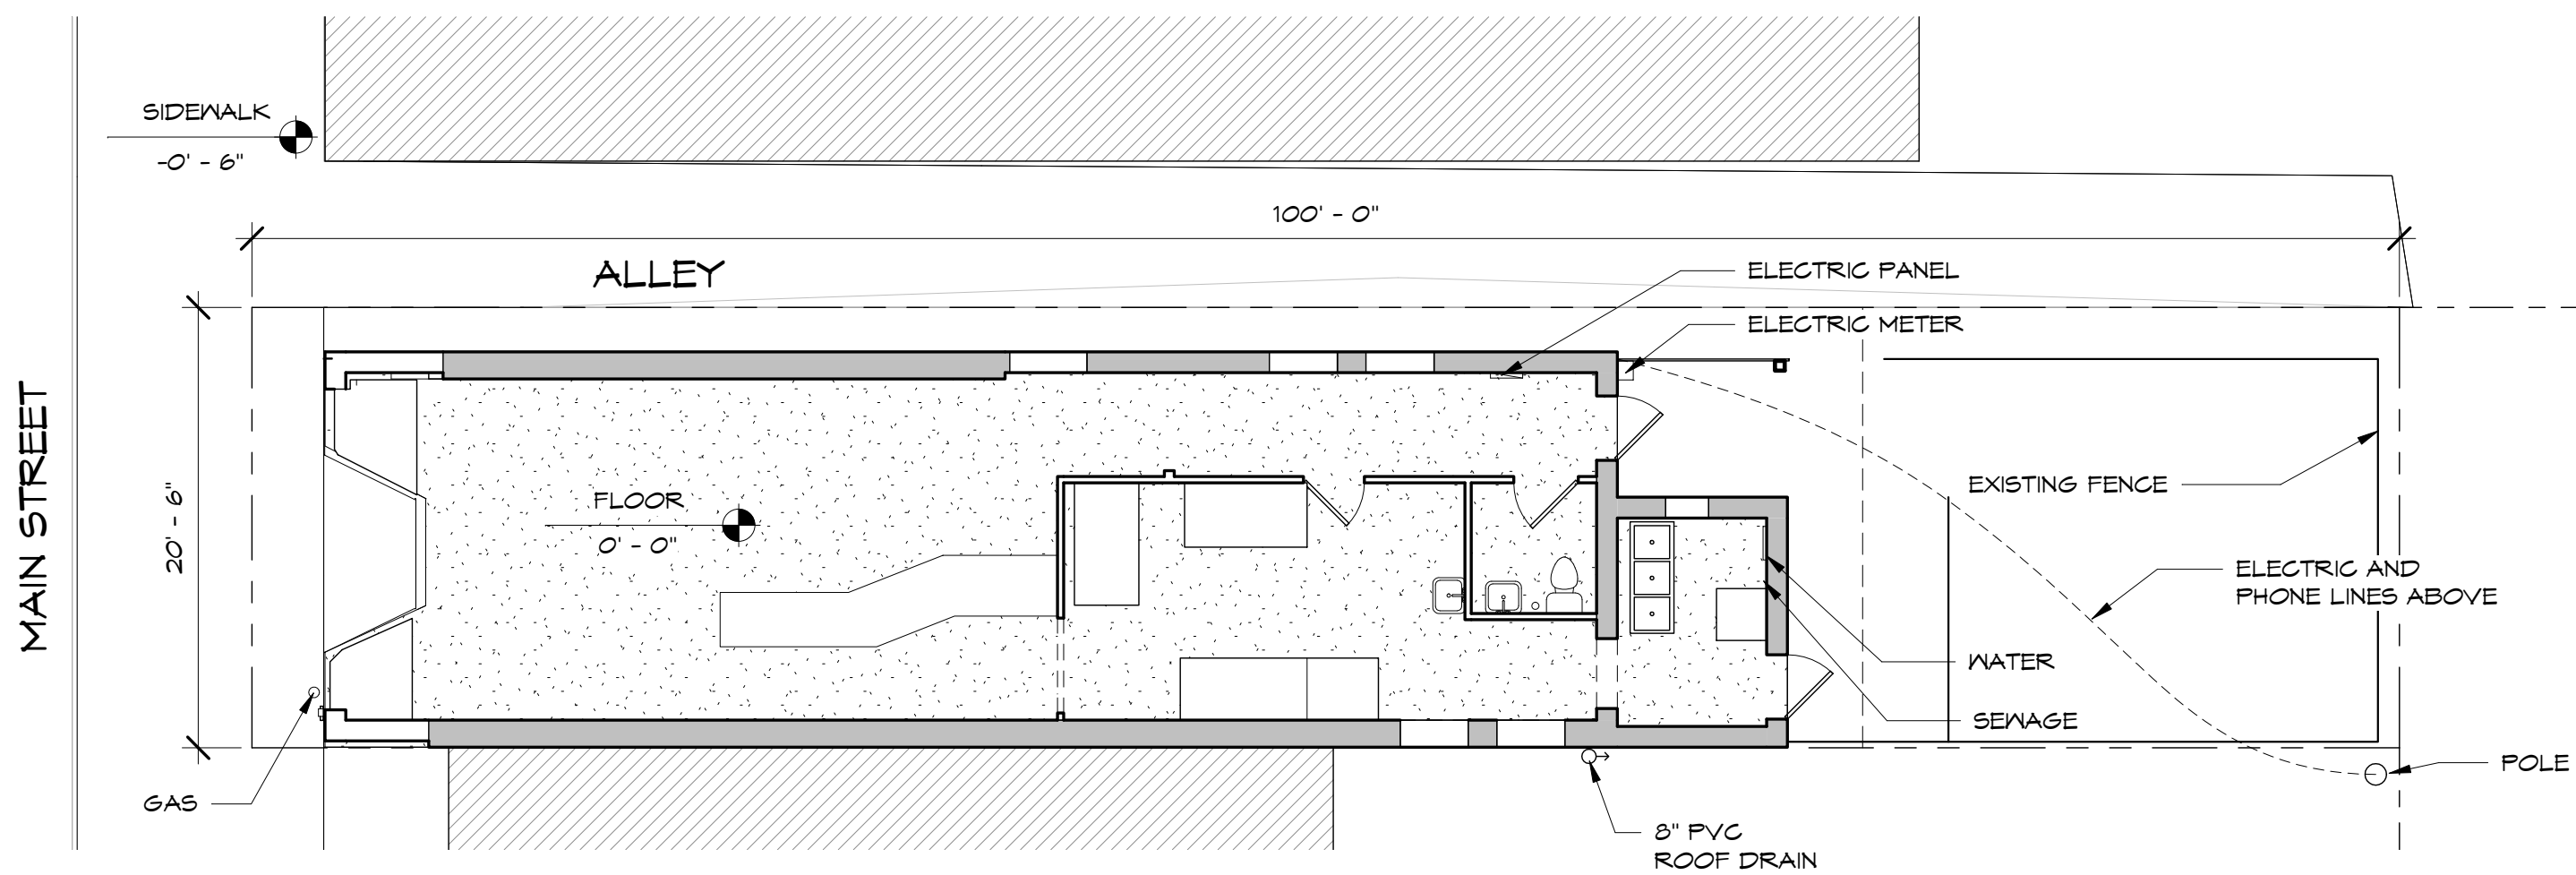 SIDEWALK
-0' - 6"
100' - 0"
ALLEY
ELECTRIC PANEL
ELECTRIC METER
MAIN STREET
20' - 6"
FLOOR
0' - 0"
EXISTING FENCE
ELECTRIC AND
PHONE LINES ABOVE
WATER
SEWAGE
POLE
GAS
8" PVC
ROOF DRAIN